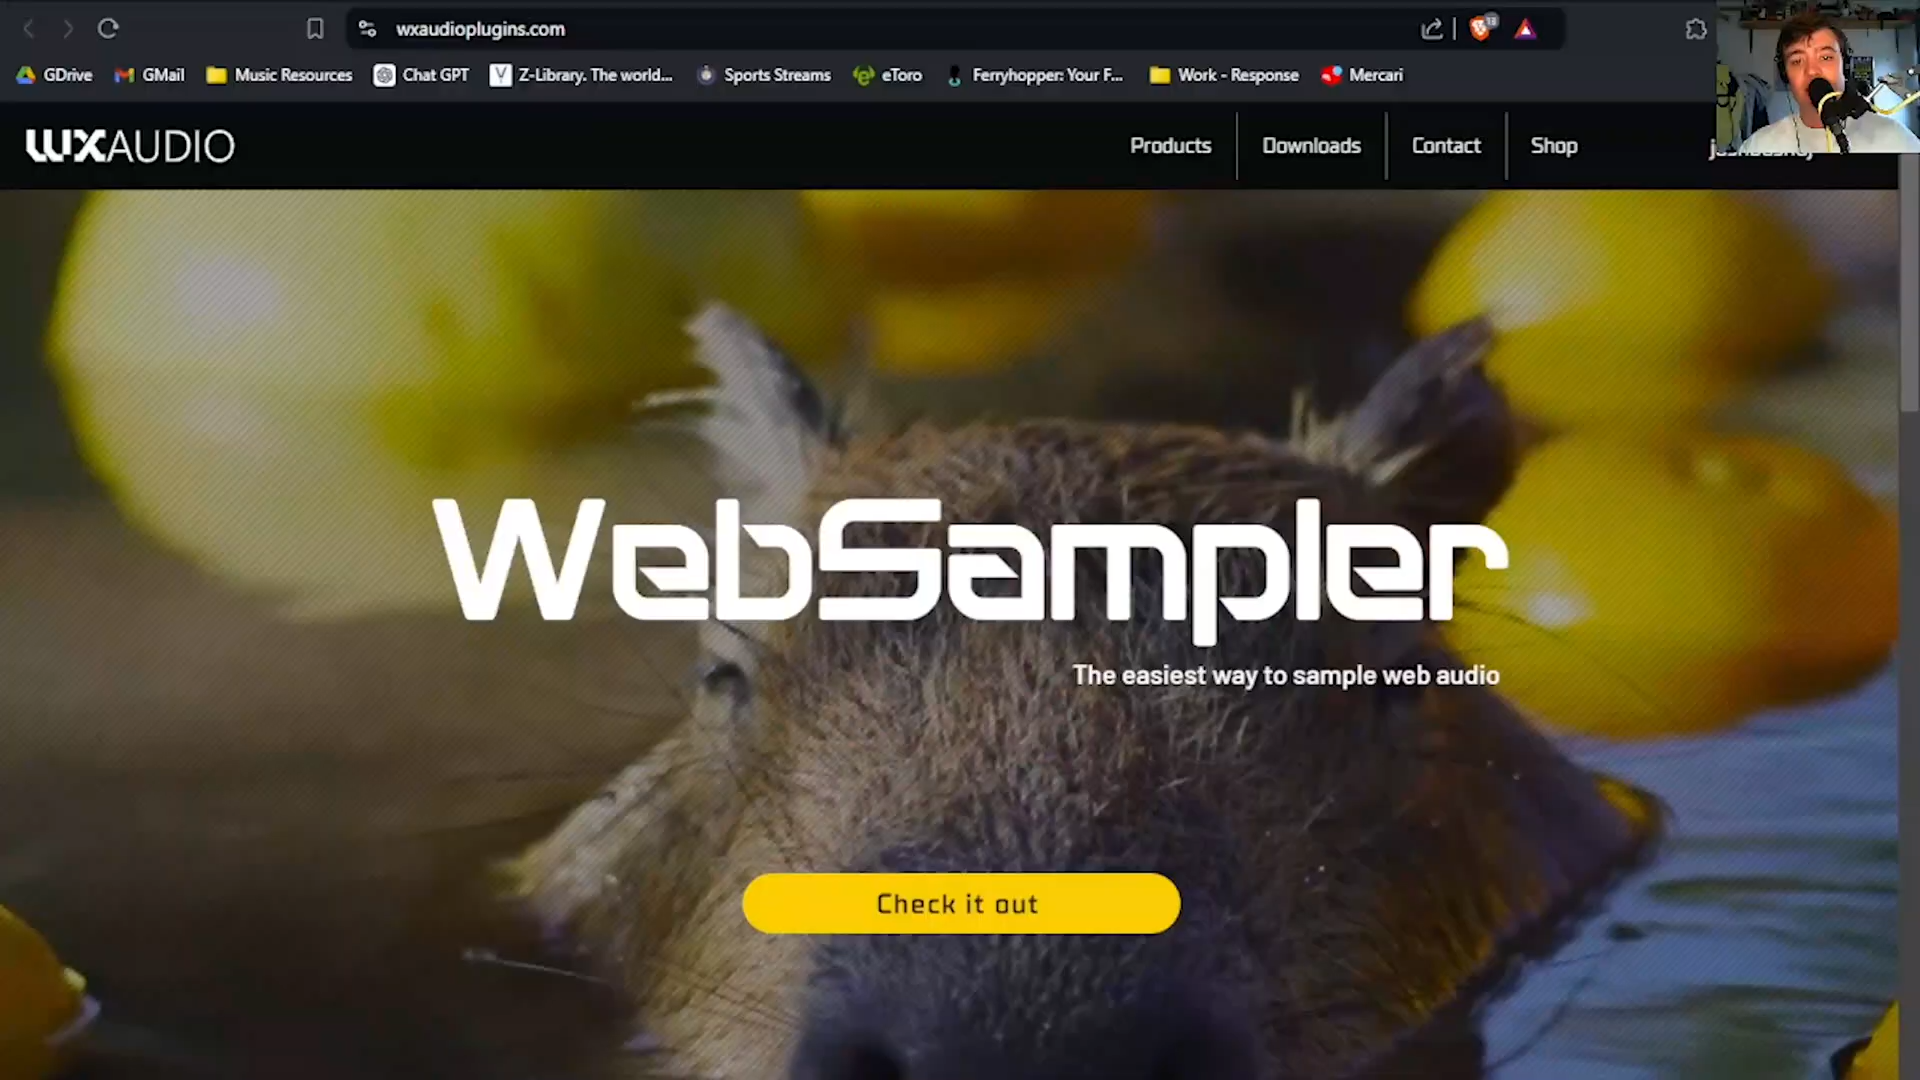 wxaudioplugins.com
13
GDrive
GMail
Music Resources
Chat GPT
Z-Library. The world...
Sports Streams
eToro
Ferryhopper: Your F...
Work - Response
Mercari
WXAUDIO
Products
Downloads
Contact
Shop
WebSampler
The easiest way to sample web audio
Check it out